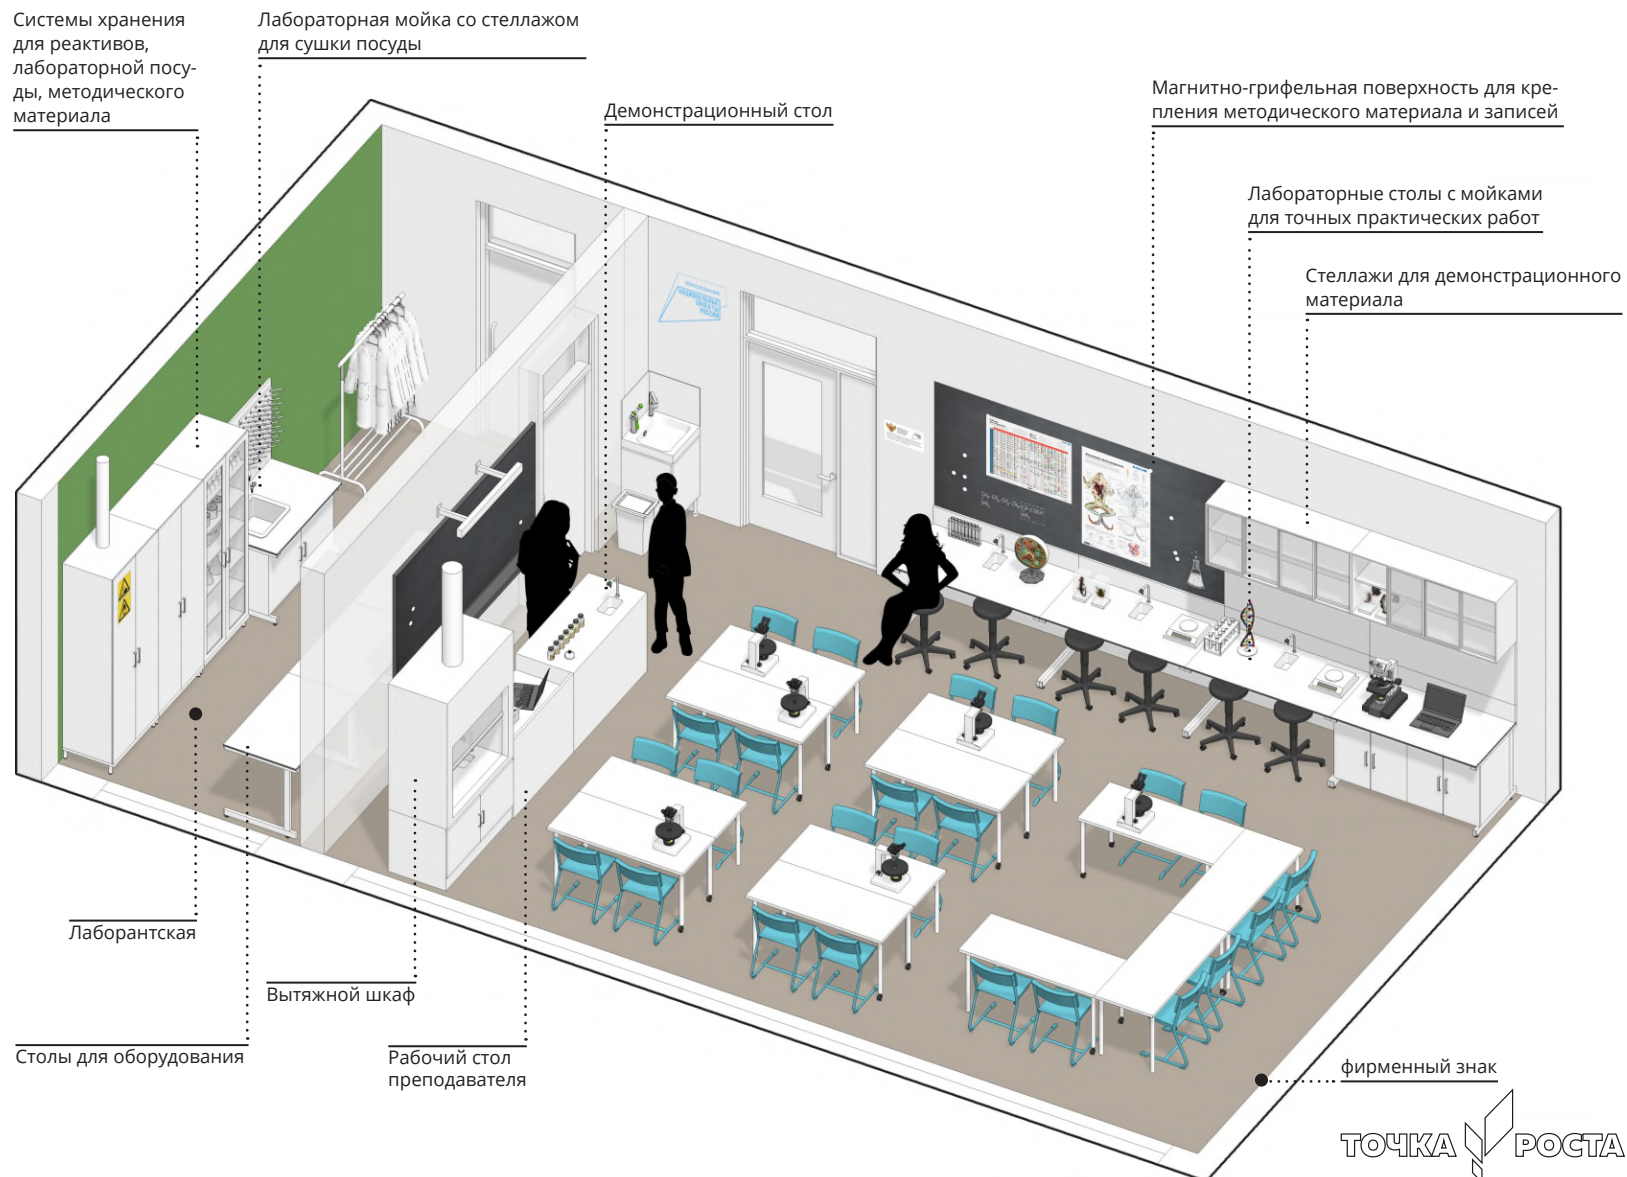 Системы хранения
для реактивов,
лабораторной посу-
ды, методического
материала
Лабораторная мойка со стеллажом
для сушки посуды
Демонстрационный стол
Магнитно-грифельная поверхность для кре-
пления методического материала и записей
Лабораторные столы с мойками
для точных практических работ
Стеллажи для демонстрационного
материала
Лаборантская
Вытяжной шкаф
Столы для оборудования
Рабочий стол
преподавателя
фирменный знак
ТОЧКА РОСТА